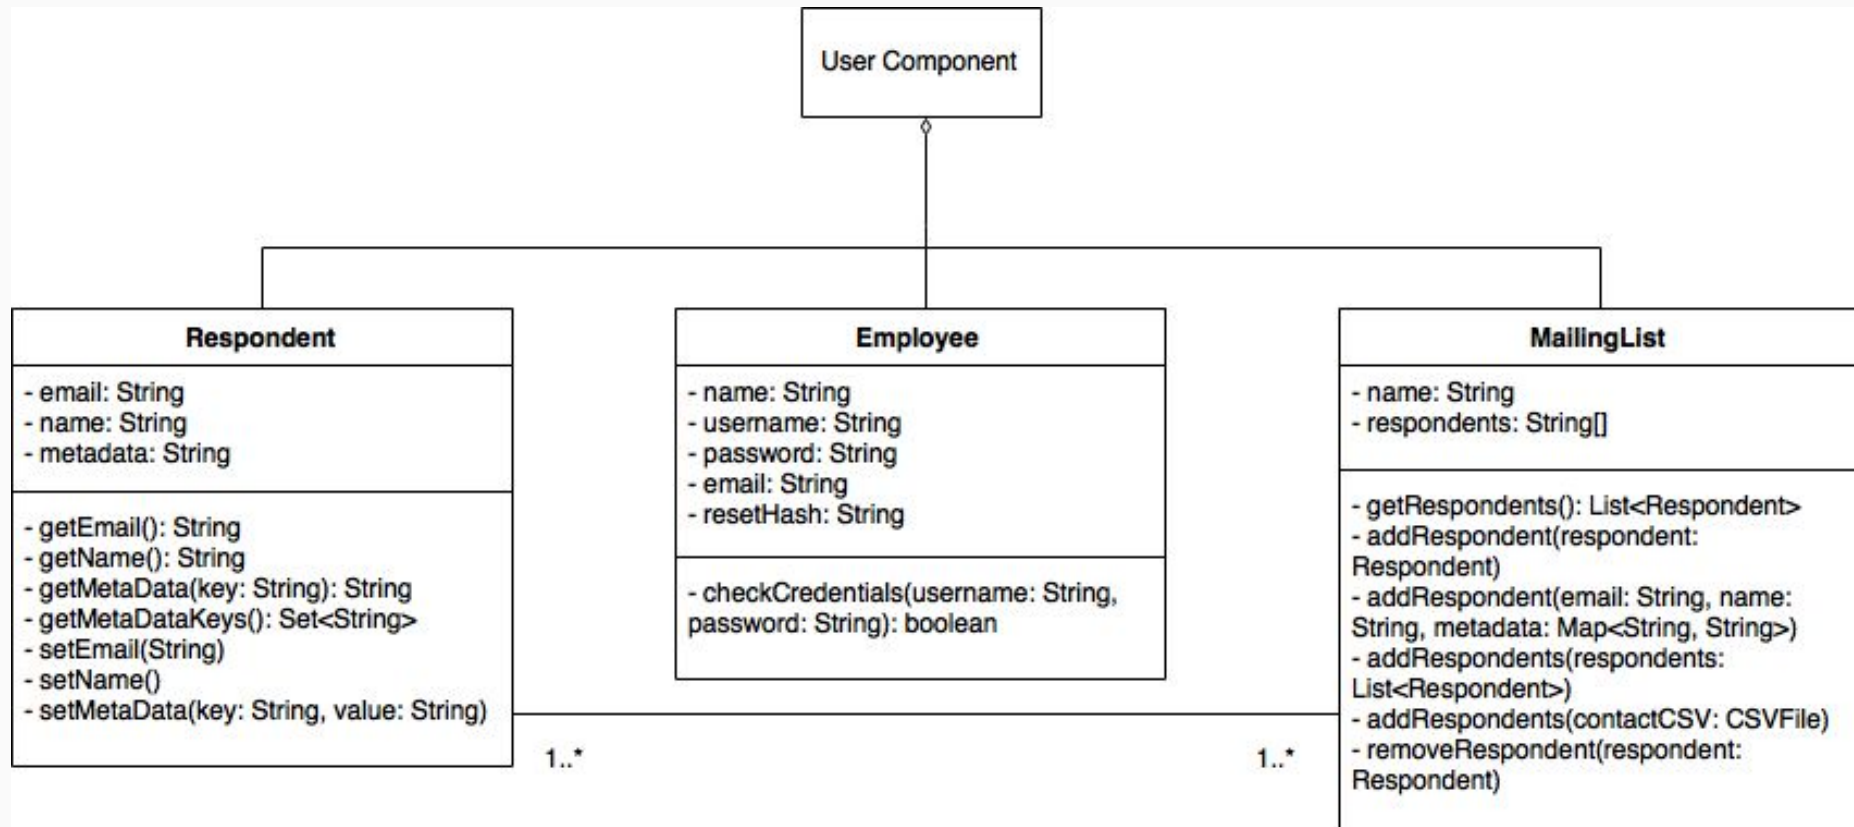 User Component
Respondent
- email: String
- name: String
- metadata: String
- getEmail(): String
- getName(): String
- getMetaData(key: String): String
- getMetaDataKeys(): Set<String>
- setEmail(String)
- setName()
- setMetaData(key: String, value: String)
Employee
- name: String
- username: String
- password: String
- email: String
- resetHash: String
- checkCredentials(username: String,
password: String): boolean
MailingList
- name: String
- respondents: String[]
- getRespondents(): List<Respondent>
- addRespondent(respondent:
Respondent)
- addRespondent(email: String, name:
String, metadata: Map<String, String>)
- addRespondents(respondents:
List<Respondent>)
- addRespondents(contactCSV: CSVFile)
- removeRespondent(respondent:
Respondent)
1..*
1..*